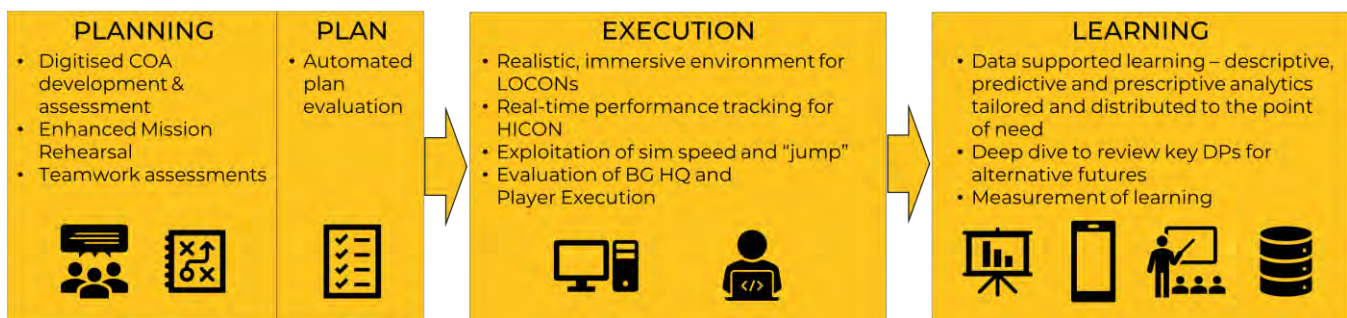 PLANNING
• Digitised COA
development &
assessment
• Enhanced Mission
Rehearsal
• Teamwork assessments
PLAN
• Automated
plan
evaluation
EXECUTION
• Realistic, immersive environment for
LOCONs
• Real-time performance tracking for
HICON
• Exploitation of sim speed and “jump”
• Evaluation of BG HQ and
Player Execution
</>
LEARNING
• Data supported learning – descriptive,
predictive and prescriptive analytics
tailored and distributed to the point
of need
• Deep dive to review key DPs for
alternative futures
• Measurement of learning